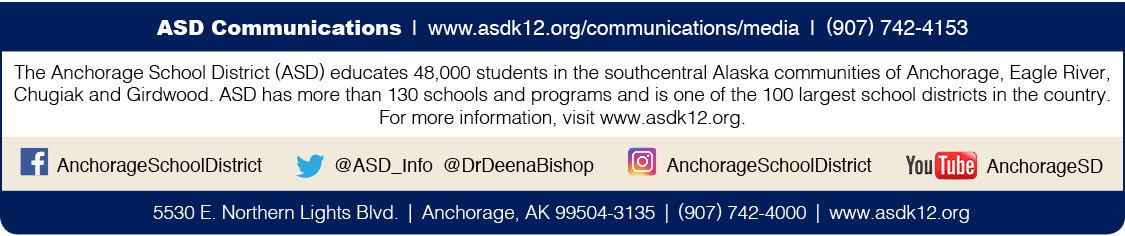 ASD Communications | www.asdk12.org/communications/media | (907) 742-4153
The Anchorage School District (ASD) educates 48,000 students in the southcentral Alaska communities of Anchorage, Eagle River,
Chugiak and Girdwood. ASD has more than 130 schools and programs and is one of the 100 largest school districts in the country.
For more information, visit www.asdk12.org.
f AnchorageSchoolDistrict @ASD_Info @DrDeenaBishop AnchorageSchoolDistrict YouTube AnchorageSD
5530 E. Northern Lights Blvd. | Anchorage, AK 99504-3135 | (907) 742-4000 | www.asdk12.org